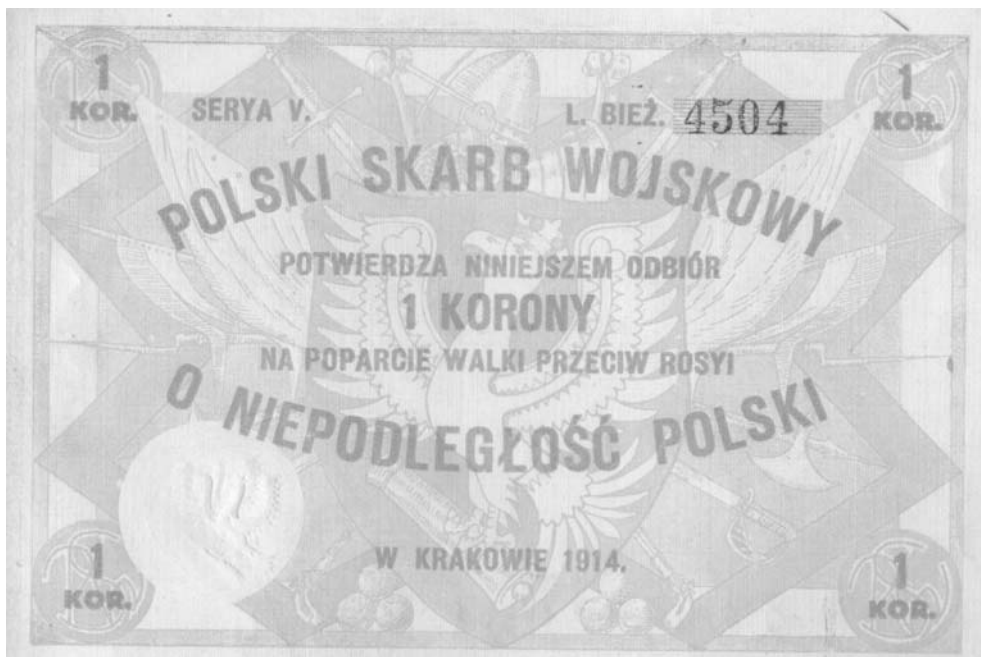 1
KOR.
1
KOR.
SERYA V.
L. BIEŻ. 4504
POLSKI SKARB WOJSKOWY
POTWIERDZA NINIEJSZEM ODBIÓR
1 KORONY
NA POPARCIE WALKI PRZECIW ROSYI
O NIEPODLEGŁOŚĆ POLSKI
W KRAKOWIE 1914.
1
KOR.
1
KOR.